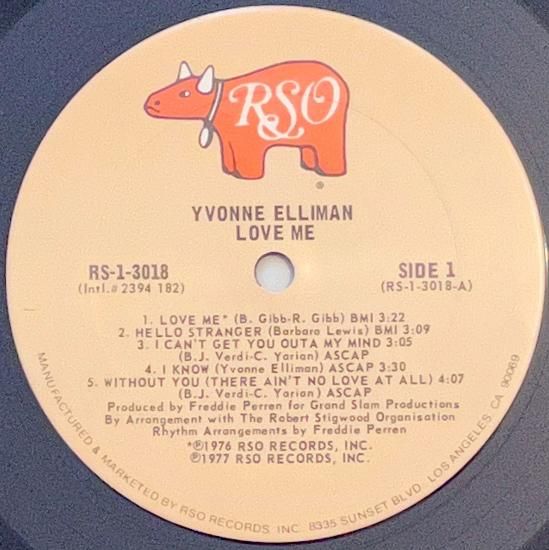 RSO
®
YVONNE ELLIMAN
LOVE ME
RS-1-3018
(Intl.# 2394 182)
SIDE 1
(RS-1-3018-A)
1. LOVE ME* (B. Gibb-R. Gibb) BMI 3:22
2. HELLO STRANGER (Barbara Lewis) BMI 3:09
3. I CAN'T GET YOU OUTA MY MIND 3:05
(B.J. Verdi-C. Yarian) ASCAP
4. I KNOW (Yvonne Elliman) ASCAP 3:30
5. WITHOUT YOU (THERE AIN'T NO LOVE AT ALL) 4:07
(B.J. Verdi-C. Yarian) ASCAP
Produced by Freddie Perren for Grand Slam Productions
By Arrangement with The Robert Stigwood Organisation
Rhythm Arrangements by Freddie Perren
*℗1976 RSO RECORDS, INC.
℗1977 RSO RECORDS, INC.
MANUFACTURED & MARKETED BY RSO RECORDS, INC. 8335 SUNSET BLVD. LOS ANGELES, CA 90069